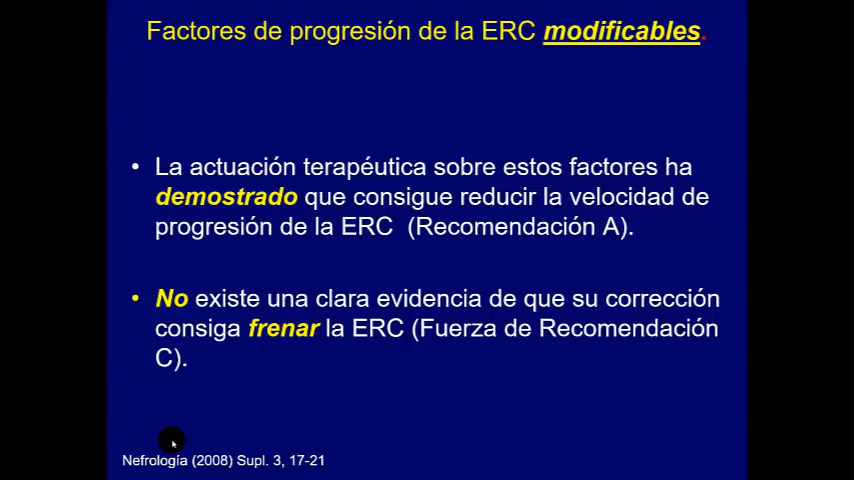 Factores de progresión de la ERC modificables.
• La actuación terapéutica sobre estos factores ha
demostrado que consigue reducir la velocidad de
progresión de la ERC (Recomendación A).
• No existe una clara evidencia de que su corrección
consiga frenar la ERC (Fuerza de Recomendación
C).
Nefrología (2008) Supl. 3, 17-21